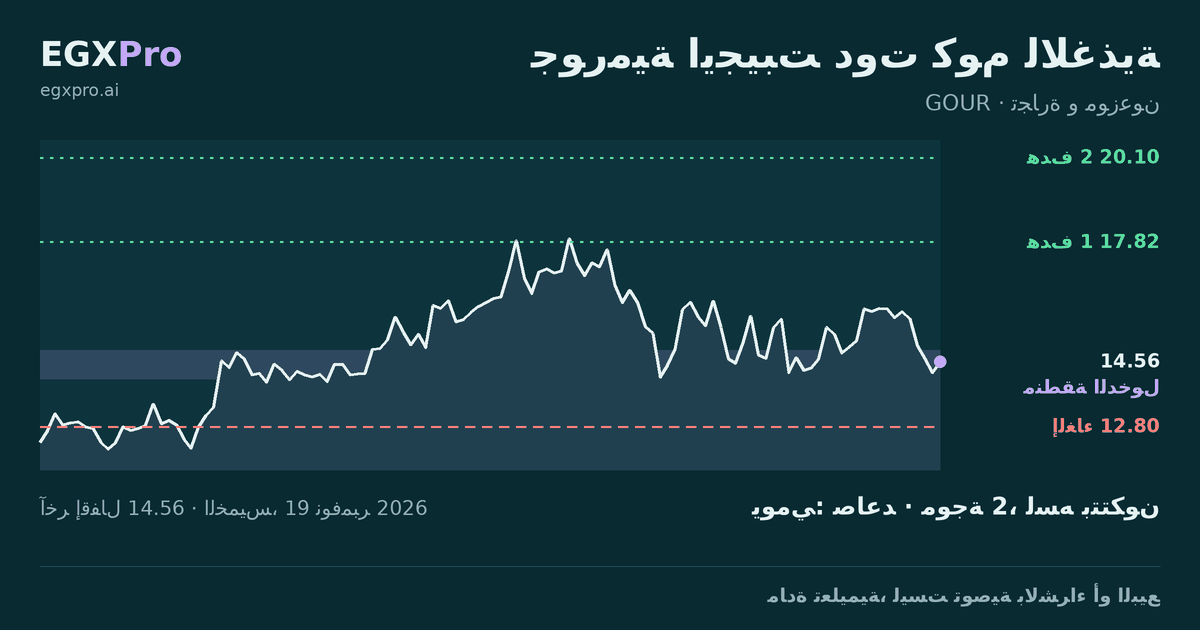 EGXPro
egxpro.ai
جورمية ايجيبت دوت كوم للاغذية
GOUR · تجارة و موزعون
هدف 2 20.10
هدف 1 17.82
14.56
منطقة الدخول
إلغاء 12.80
آخر إقفال 14.56 · الخميس، 19 نوفمبر 2026
يومي: صاعد · موجة 2، لسه بتتكون
مادة تعليمية، ليست توصية بالشراء أو البيع